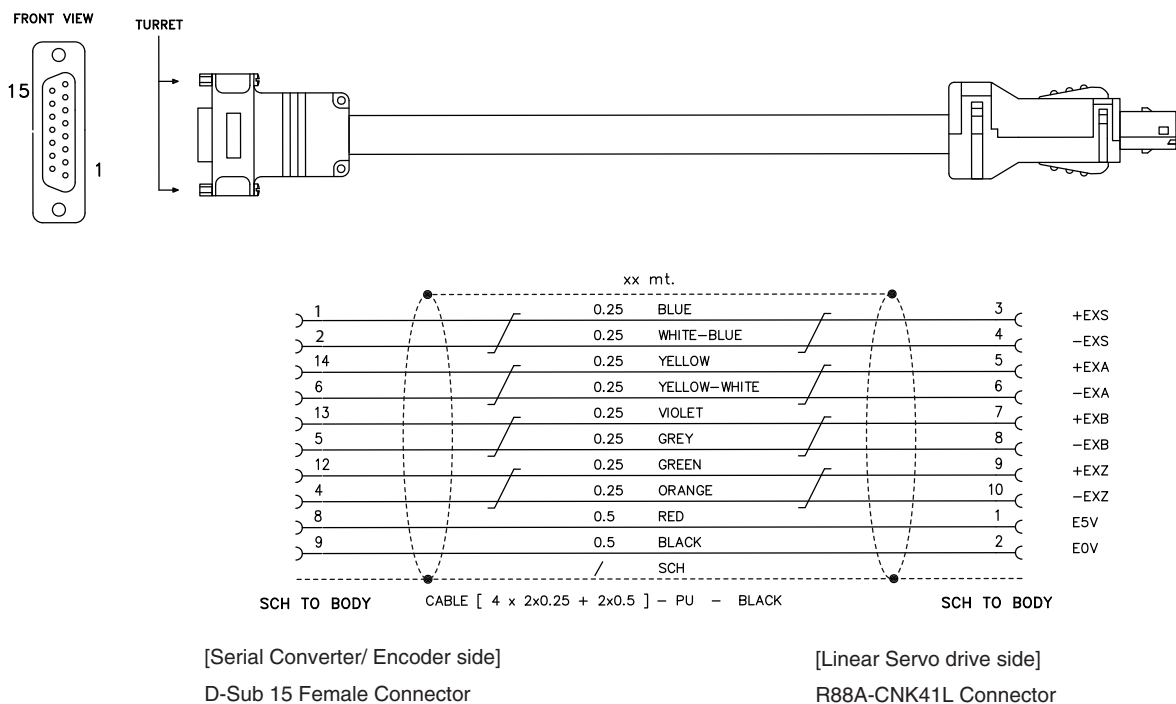 FRONT VIEW
TURRET
15
1
xx mt.
1 0.25 BLUE 3 +EXS
2 0.25 WHITE-BLUE 4 -EXS
14 0.25 YELLOW 5 +EXA
6 0.25 YELLOW-WHITE 6 -EXA
13 0.25 VIOLET 7 +EXB
5 0.25 GREY 8 -EXB
12 0.25 GREEN 9 +EXZ
4 0.25 ORANGE 10 -EXZ
8 0.5 RED 1 E5V
9 0.5 BLACK 2 E0V
/ SCH
SCH TO BODY CABLE [ 4 x 2x0.25 + 2x0.5 ] - PU - BLACK SCH TO BODY
[Serial Converter/ Encoder side] [Linear Servo drive side]
D-Sub 15 Female Connector R88A-CNK41L Connector